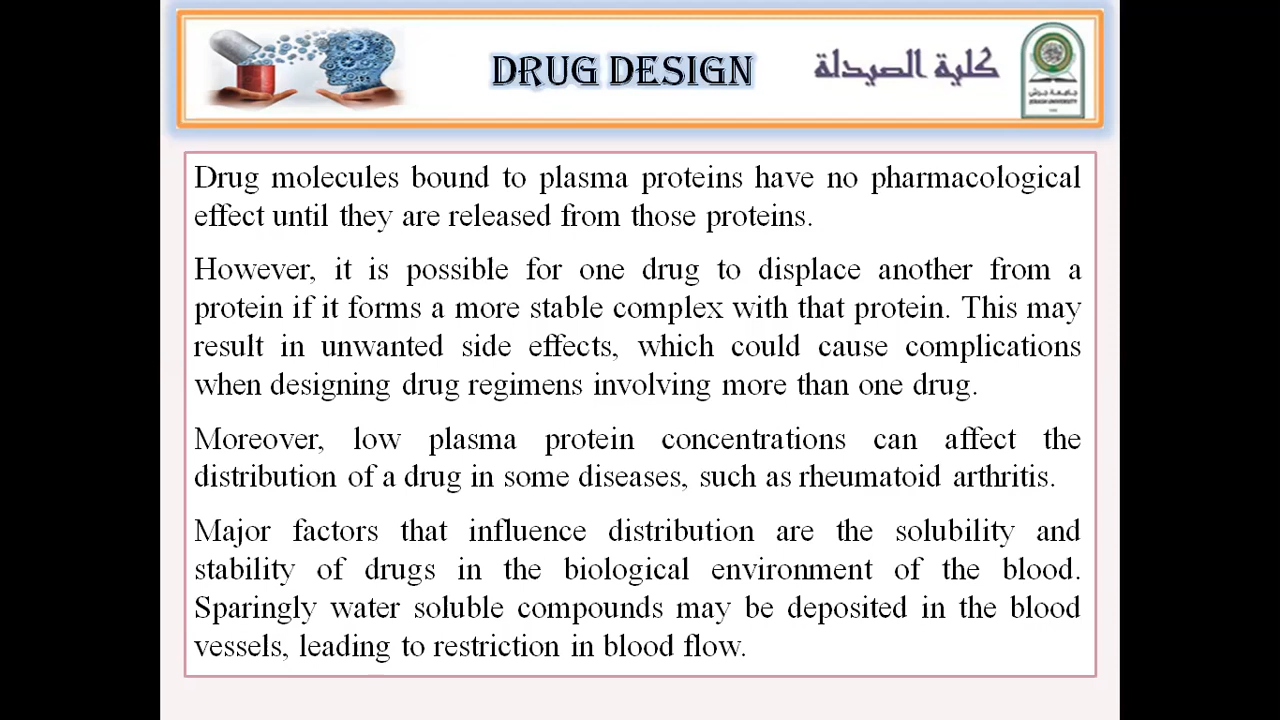 DRUG DESIGN
كلية الصيدلة
جامعة جرش
JERASH UNIVERSITY
Drug molecules bound to plasma proteins have no pharmacological
effect until they are released from those proteins.
However, it is possible for one drug to displace another from a
protein if it forms a more stable complex with that protein. This may
result in unwanted side effects, which could cause complications
when designing drug regimens involving more than one drug.
Moreover, low plasma protein concentrations can affect the
distribution of a drug in some diseases, such as rheumatoid arthritis.
Major factors that influence distribution are the solubility and
stability of drugs in the biological environment of the blood.
Sparingly water soluble compounds may be deposited in the blood
vessels, leading to restriction in blood flow.